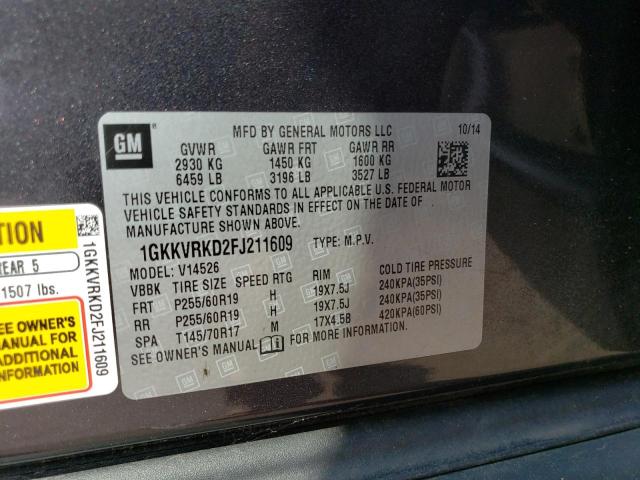 GM
MFD BY GENERAL MOTORS LLC 10/14
GVWR GAWR FRT GAWR RR
2930 KG 1450 KG 1600 KG
6459 LB 3196 LB 3527 LB
THIS VEHICLE CONFORMS TO ALL APPLICABLE U.S. FEDERAL MOTOR
VEHICLE SAFETY STANDARDS IN EFFECT ON THE DATE OF
MANUFACTURE SHOWN ABOVE.
1GKKVRKD2FJ211609 TYPE: M.P.V.
MODEL: V14526
VBBK TIRE SIZE SPEED RTG RIM COLD TIRE PRESSURE
FRT P255/60R19 H 19X7.5J 240KPA(35PSI)
RR P255/60R19 H 19X7.5J 240KPA(35PSI)
SPA T145/70R17 M 17X4.5B 420KPA(60PSI)
SEE OWNER'S MANUAL FOR MORE INFORMATION.
TION
EAR 5
1507 lbs.
SEE OWNER'S
MANUAL FOR
ADDITIONAL
INFORMATION
1GKKVRKD2FJ211609